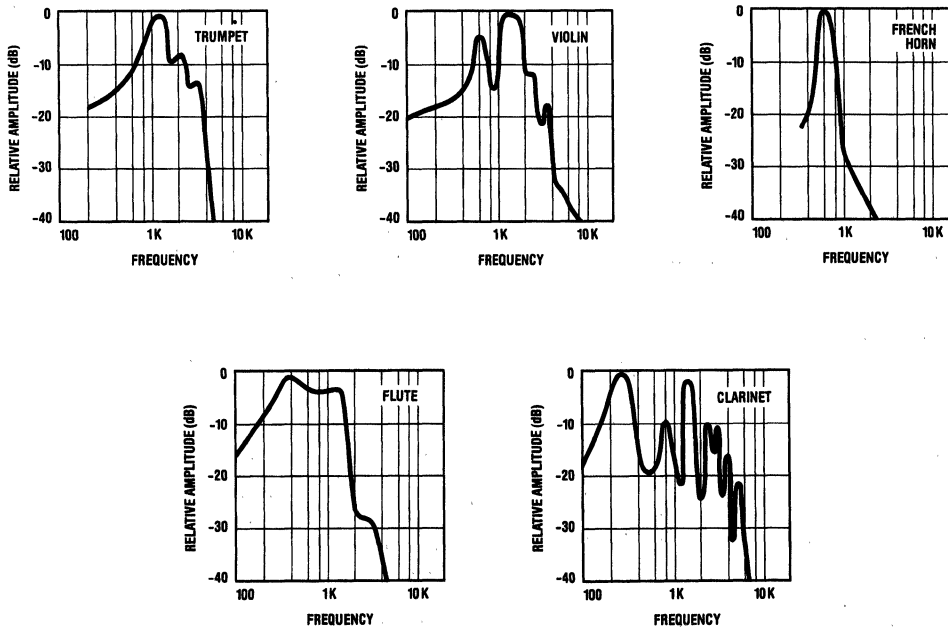 RELATIVE AMPLITUDE (dB)
0
-10
-20
-30
-40
TRUMPET
100
1K
10K
FREQUENCY
RELATIVE AMPLITUDE (dB)
0
-10
-20
-30
-40
VIOLIN
100
1K
10K
FREQUENCY
RELATIVE AMPLITUDE (dB)
0
-10
-20
-30
-40
FRENCH
HORN
100
1K
10K
FREQUENCY
RELATIVE AMPLITUDE (dB)
0
-10
-20
-30
-40
FLUTE
100
1K
10K
FREQUENCY
RELATIVE AMPLITUDE (dB)
0
-10
-20
-30
-40
CLARINET
100
1K
10K
FREQUENCY